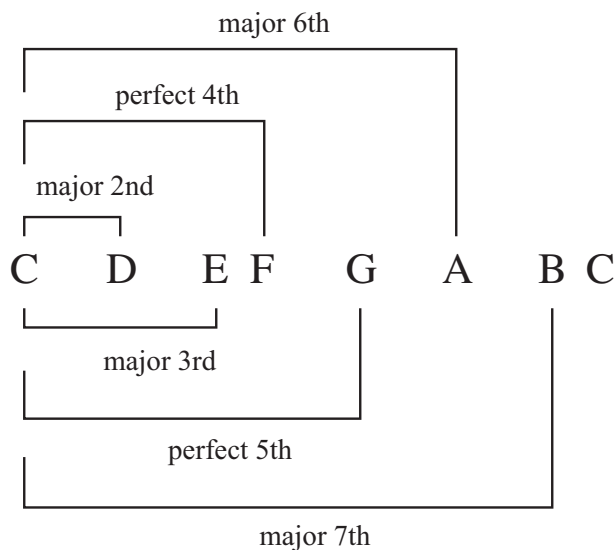 major 6th
perfect 4th
major 2nd
C D E F G A B C
major 3rd
perfect 5th
major 7th